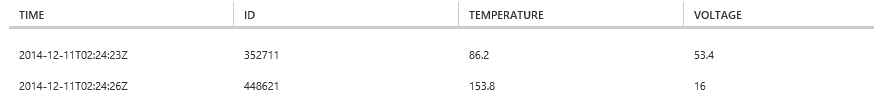 TIME ID TEMPERATURE VOLTAGE
2014-12-11T02:24:23Z 352711 86.2 53.4
2014-12-11T02:24:26Z 448621 153.8 16